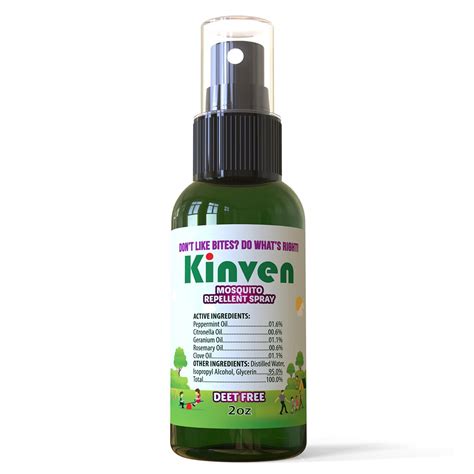 DON'T LIKE BITES? DO WHAT'S RIGHT!
Kinven
MOSQUITO
REPELLENT SPRAY
ACTIVE INGREDIENTS:
Peppermint Oil.....................01.6%
Citronella Oil.......................00.6%
Geranium Oil......................01.1%
Rosemary Oil......................00.6%
Clove Oil.............................01.1%
OTHER INGREDIENTS: Distilled Water,
Isopropyl Alcohol, Glycerin....95.0%
Total...................................100.0%
DEET FREE
2oz